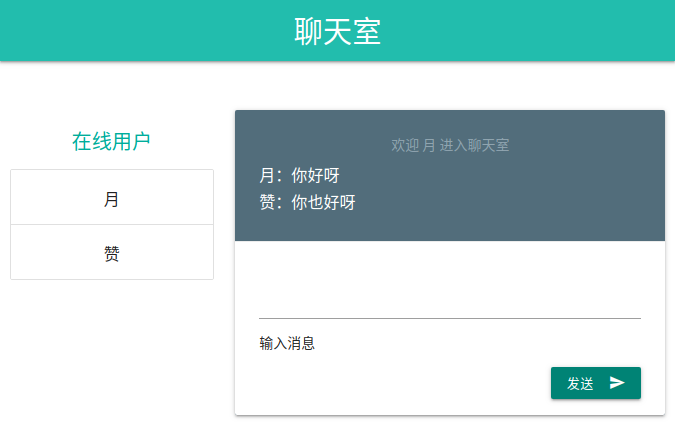 聊天室
在线用户
月
赞
欢迎 月 进入聊天室
月：你好呀
赞：你也好呀
输入消息
发送